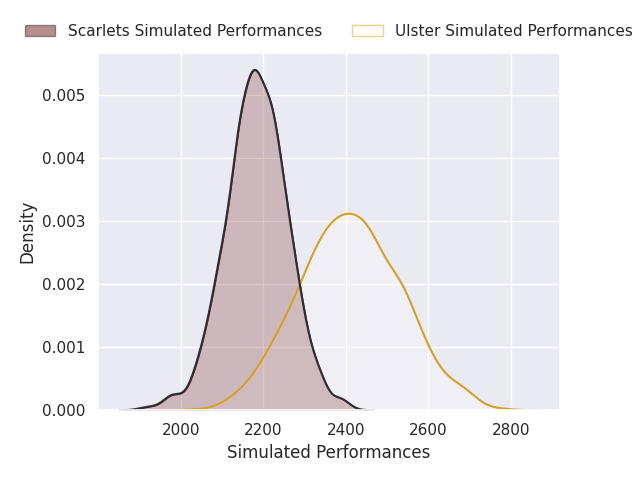 Scarlets Simulated Performances Ulster Simulated Performances
0.005
0.004
0.003
0.002
0.001
0.000
Density
2000 2200 2400 2600 2800
Simulated Performances